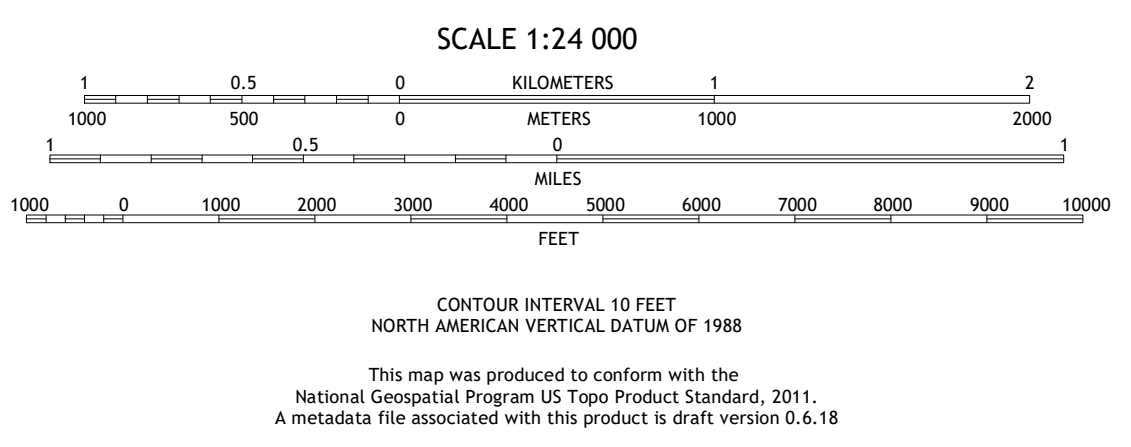 SCALE 1:24 000
1 0.5 0 KILOMETERS 1 2
1000 500 0 METERS 1000 2000
1 0.5 0 1
MILES
1000 0 1000 2000 3000 4000 5000 6000 7000 8000 9000 10000
FEET
CONTOUR INTERVAL 10 FEET
NORTH AMERICAN VERTICAL DATUM OF 1988
This map was produced to conform with the
National Geospatial Program US Topo Product Standard, 2011.
A metadata file associated with this product is draft version 0.6.18